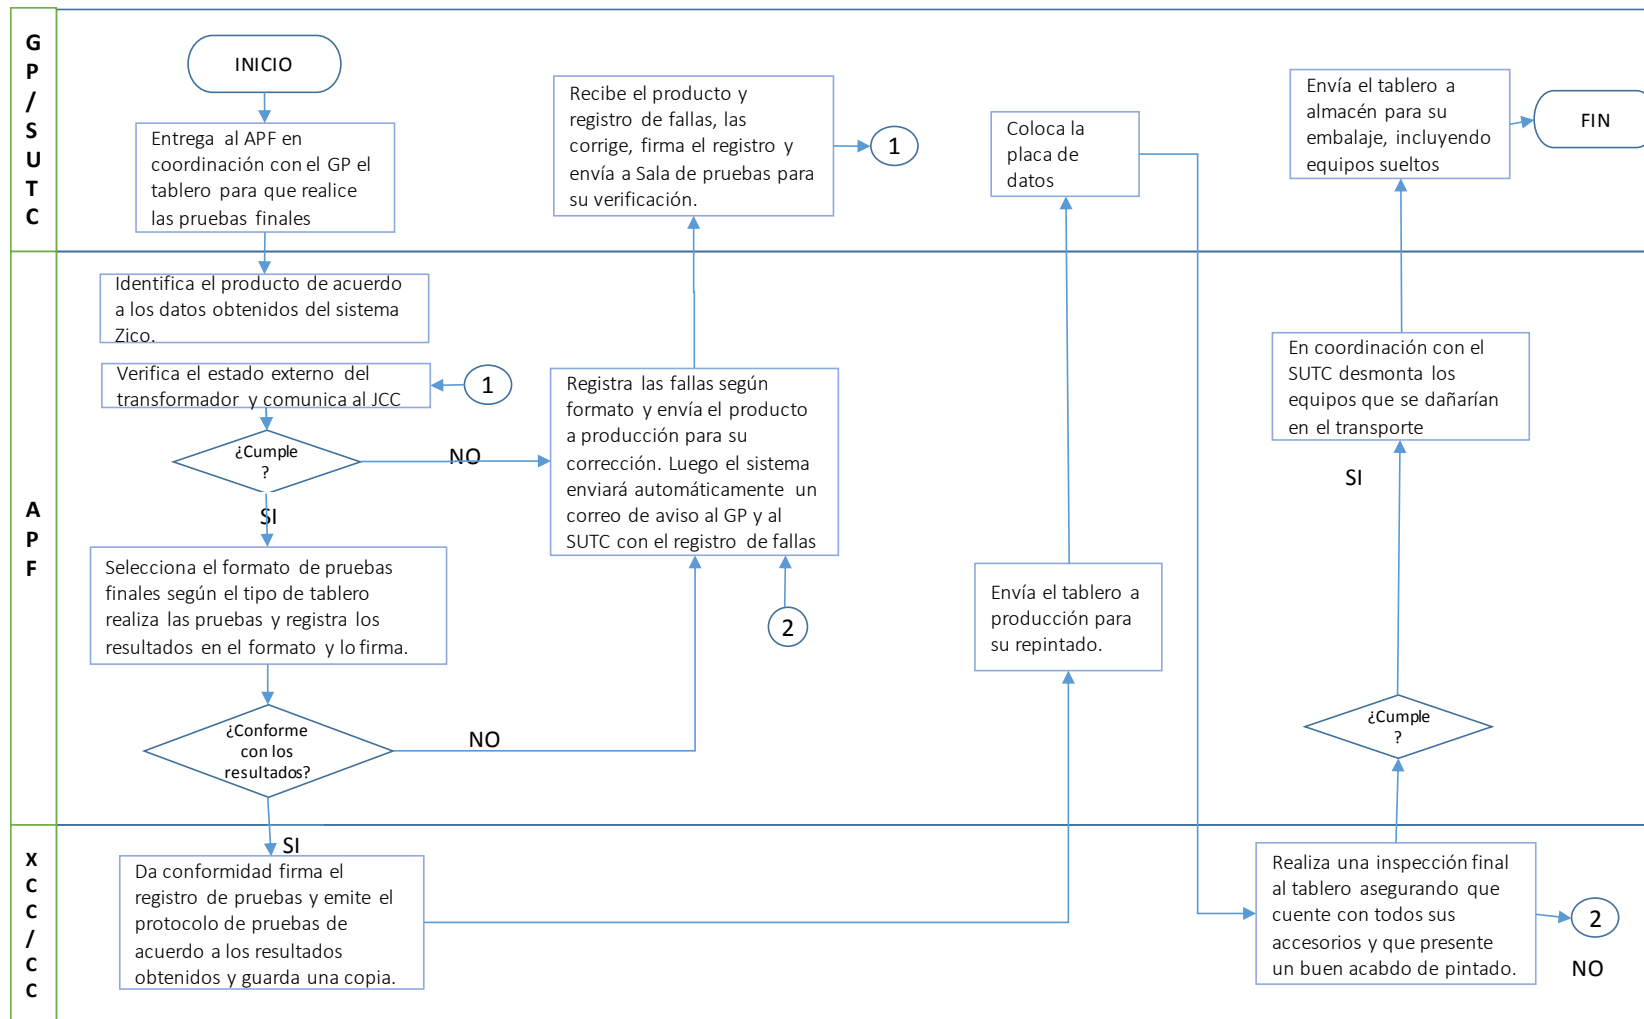 G
P
/
S
U
T
C
INICIO
Entrega al APF en
coordinación con el GP el
tablero para que realice
las pruebas finales
Recibe el producto y
registro de fallas, las
corrige, firma el registro y
envía a Sala de pruebas para
su verificación.
1
Coloca la
placa de
datos
Envía el tablero a
almacén para su
embalaje, incluyendo
equipos sueltos
FIN
A
P
F
Identifica el producto de acuerdo
a los datos obtenidos del sistema
Zico.
Verifica el estado externo del
transformador y comunica al JCC
1
¿Cumple
?
NO
SI
Registra las fallas según
formato y envía el producto
a producción para su
corrección. Luego el sistema
enviará automáticamente un
correo de aviso al GP y al
SUTC con el registro de fallas
2
Selecciona el formato de pruebas
finales según el tipo de tablero
realiza las pruebas y registra los
resultados en el formato y lo firma.
¿Conforme
con los
resultados?
NO
SI
Envía el tablero a
producción para
su repintado.
En coordinación con el
SUTC desmonta los
equipos que se dañarían
en el transporte
SI
¿Cumple
?
X
C
C
/
C
C
Da conformidad firma el
registro de pruebas y emite el
protocolo de pruebas de
acuerdo a los resultados
obtenidos y guarda una copia.
Realiza una inspección final
al tablero asegurando que
cuente con todos sus
accesorios y que presente
un buen acabdo de pintado.
2
NO